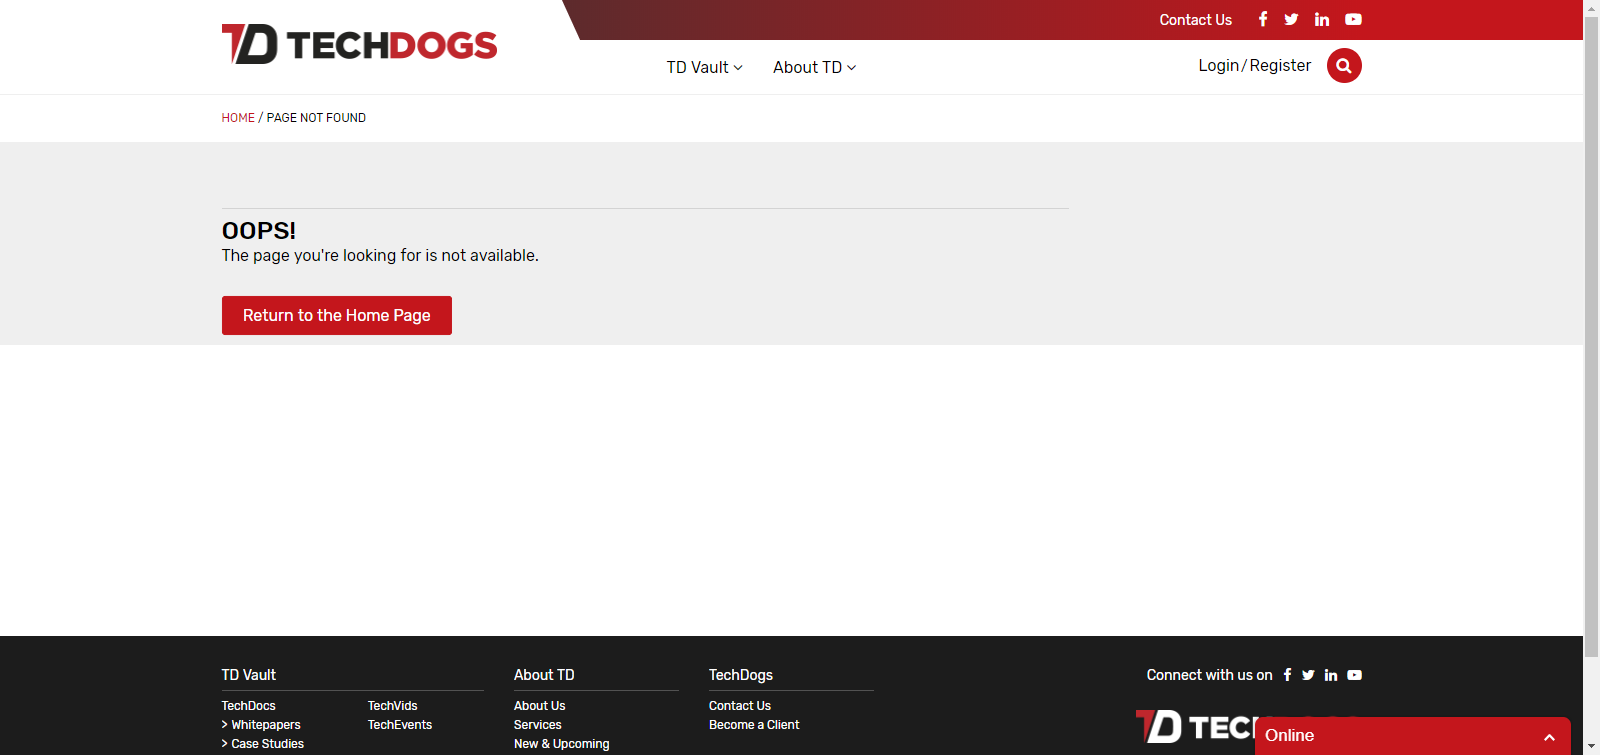 Contact Us
TD TECHDOGS
TD Vault
About TD
Login/Register
HOME / PAGE NOT FOUND
OOPS!
The page you're looking for is not available.
Return to the Home Page
TD Vault
About TD
TechDogs
Connect with us on
TechDocs
TechVids
About Us
Contact Us
> Whitepapers
TechEvents
Services
Become a Client
> Case Studies
New & Upcoming
TD TECH
Online